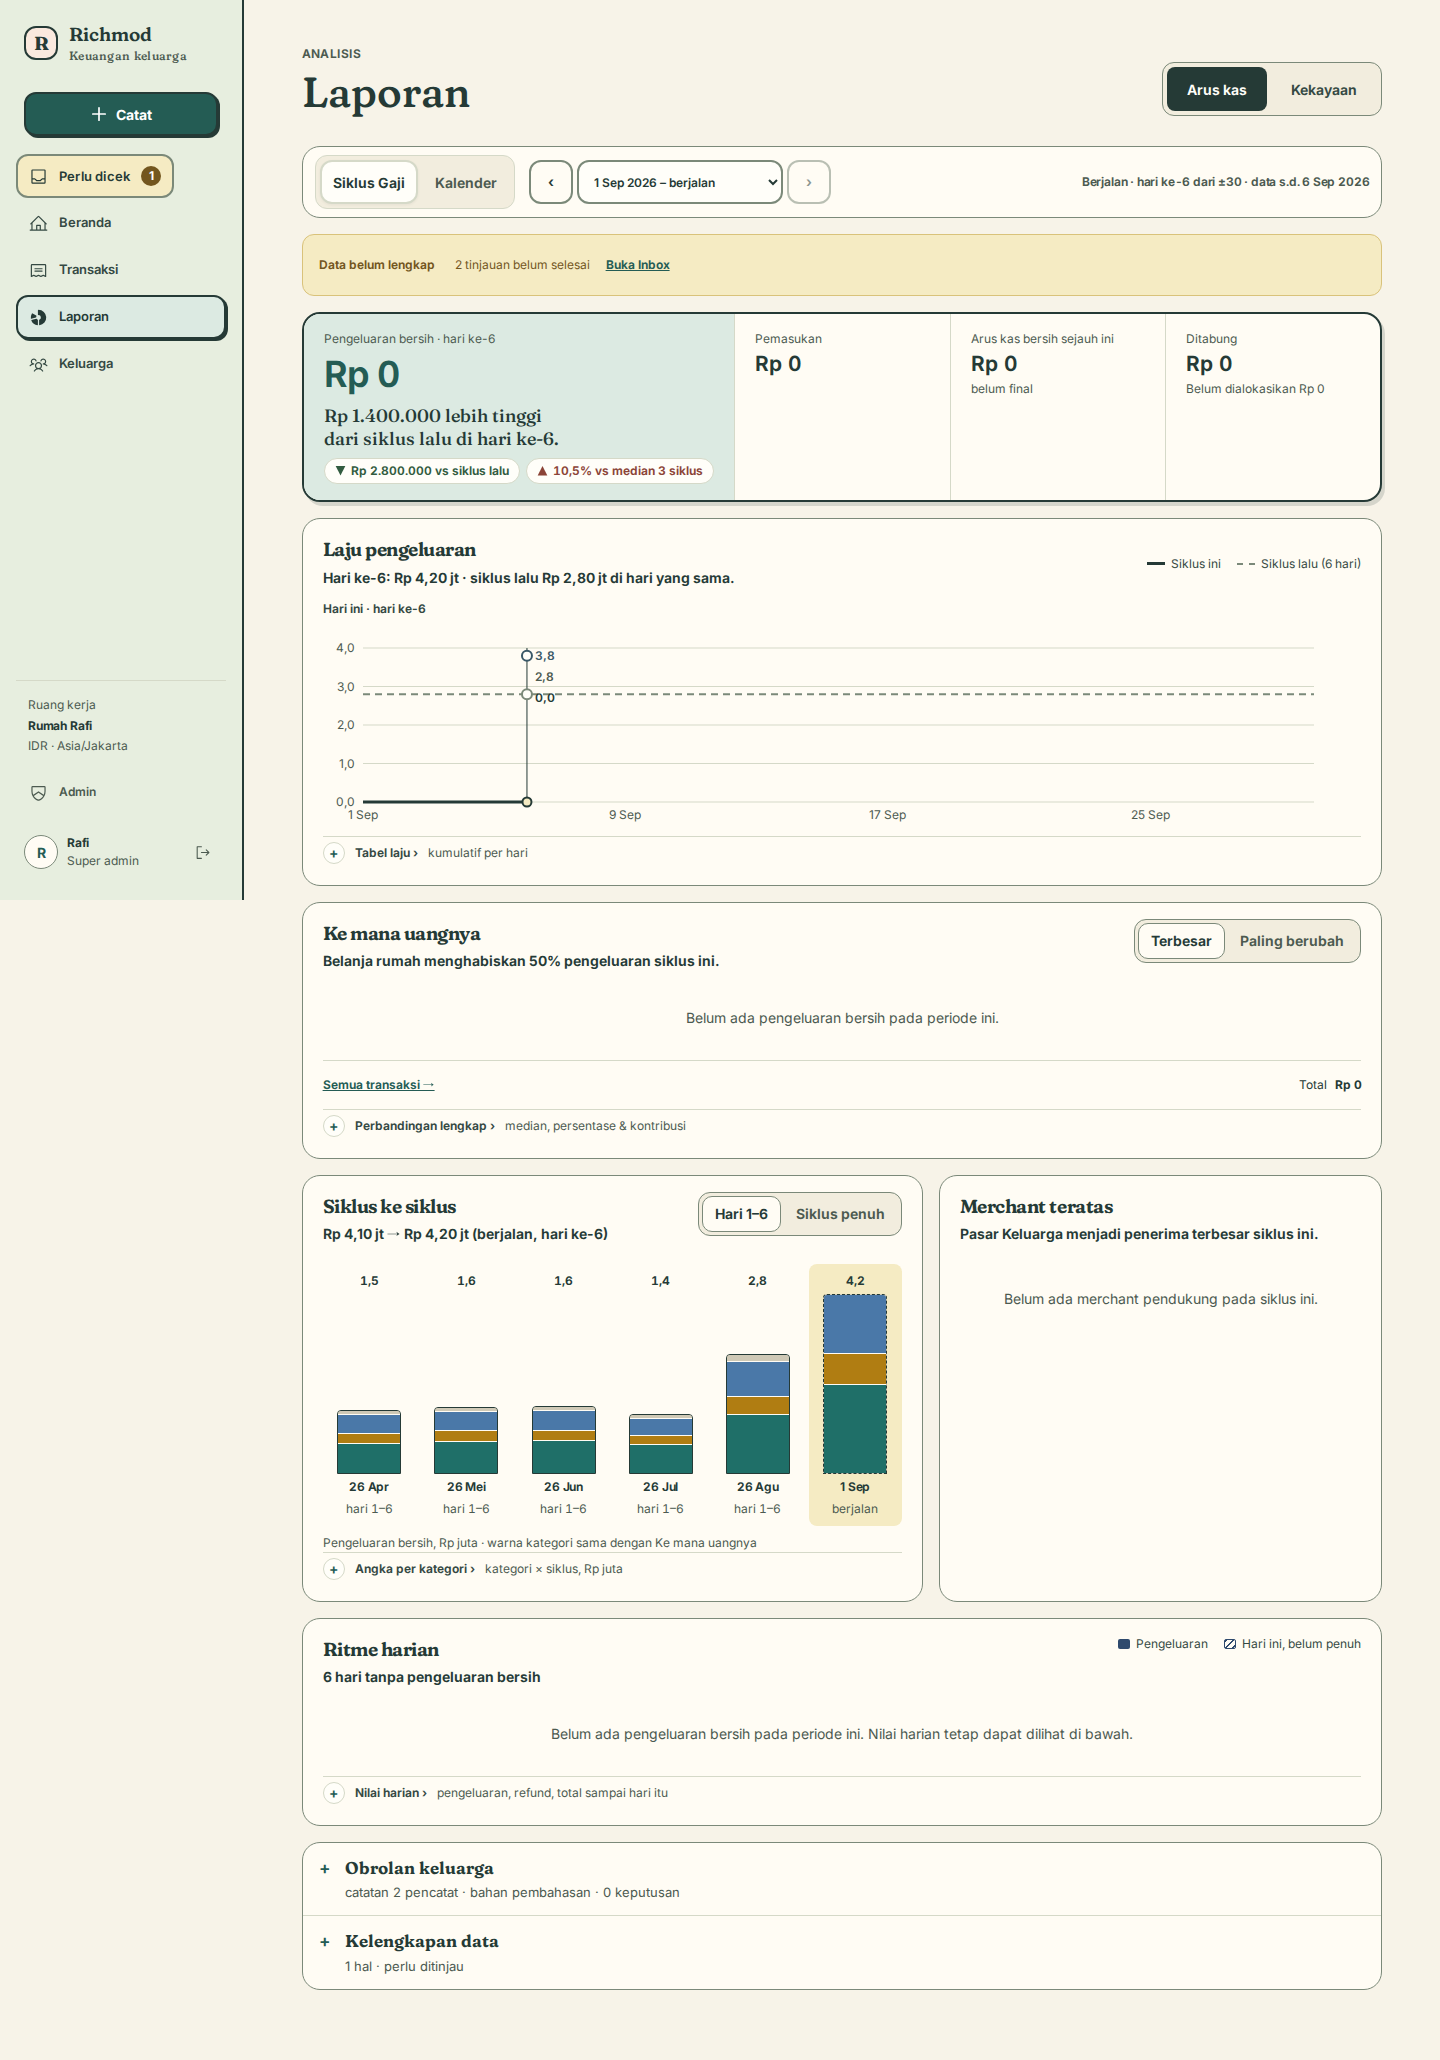 R
Richmod
Keuangan keluarga
Catat
Perlu dicek 1
Beranda
Transaksi
Laporan
Keluarga
Ruang kerja
Rumah Rafi
IDR · Asia/Jakarta
Admin
R
Rafi
Super admin
ANALISIS
Laporan
Arus kas Kekayaan
Siklus Gaji Kalender ‹ 1 Sep 2026 – berjalan › Berjalan · hari ke-6 dari ±30 · data s.d. 6 Sep 2026
Data belum lengkap 2 tinjauan belum selesai Buka Inbox
Pengeluaran bersih · hari ke-6
Rp 0
Rp 1.400.000 lebih tinggi
dari siklus lalu di hari ke-6.
▼ Rp 2.800.000 vs siklus lalu ▲ 10,5% vs median 3 siklus
Pemasukan
Rp 0
Arus kas bersih sejauh ini
Rp 0
belum final
Ditabung
Rp 0
Belum dialokasikan Rp 0
Laju pengeluaran
Hari ke-6: Rp 4,20 jt · siklus lalu Rp 2,80 jt di hari yang sama.
Siklus ini Siklus lalu (6 hari)
Hari ini · hari ke-6
4,0
3,0
2,0
1,0
0,0
3,8
2,8
0,0
1 Sep 9 Sep 17 Sep 25 Sep
+ Tabel laju › kumulatif per hari
Ke mana uangnya
Belanja rumah menghabiskan 50% pengeluaran siklus ini.
Terbesar Paling berubah
Belum ada pengeluaran bersih pada periode ini.
Semua transaksi → Total Rp 0
+ Perbandingan lengkap › median, persentase & kontribusi
Siklus ke siklus
Rp 4,10 jt → Rp 4,20 jt (berjalan, hari ke-6)
Hari 1–6 Siklus penuh
1,5 1,6 1,6 1,4 2,8 4,2
26 Apr 26 Mei 26 Jun 26 Jul 26 Agu 1 Sep
hari 1–6 hari 1–6 hari 1–6 hari 1–6 hari 1–6 berjalan
Pengeluaran bersih, Rp juta · warna kategori sama dengan Ke mana uangnya
+ Angka per kategori › kategori × siklus, Rp juta
Merchant teratas
Pasar Keluarga menjadi penerima terbesar siklus ini.
Belum ada merchant pendukung pada siklus ini.
Ritme harian
6 hari tanpa pengeluaran bersih
Pengeluaran Hari ini, belum penuh
Belum ada pengeluaran bersih pada periode ini. Nilai harian tetap dapat dilihat di bawah.
+ Nilai harian › pengeluaran, refund, total sampai hari itu
+ Obrolan keluarga
catatan 2 pencatat · bahan pembahasan · 0 keputusan
+ Kelengkapan data
1 hal · perlu ditinjau